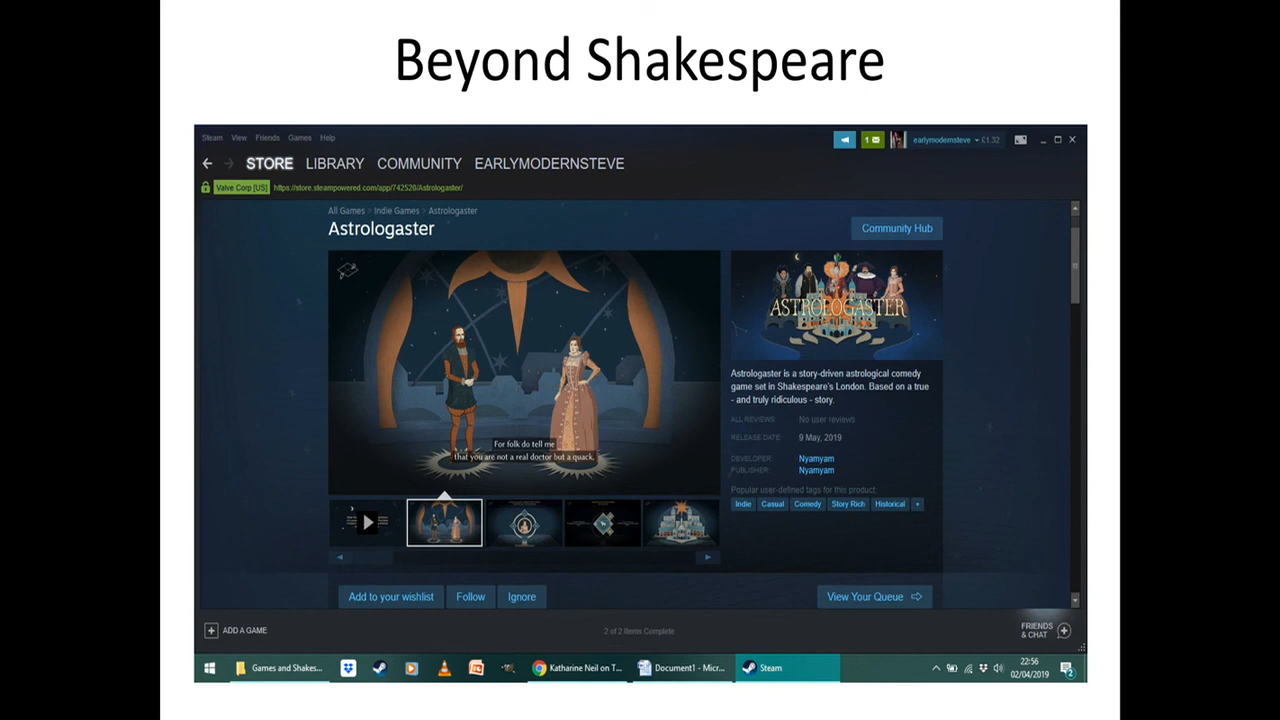 Beyond Shakespeare
Steam View Friends Games Help
1
earlymodernsteve £1.32
STORE LIBRARY COMMUNITY EARLYMODERNSTEVE
Valve Corp [US] https://store.steampowered.com/app/742520/Astrologaster/
All Games > Indie Games > Astrologaster
Astrologaster
Community Hub
For folk do tell me
that you are not a real doctor but a quack,
ASTROLOGASTER
Astrologaster is a story-driven astrological comedy
game set in Shakespeare's London. Based on a true
- and truly ridiculous - story.
ALL REVIEWS: No user reviews
RELEASE DATE: 9 May, 2019
DEVELOPER: Nyamyam
PUBLISHER: Nyamyam
Popular user-defined tags for this product:
Indie Casual Comedy Story Rich Historical +
Add to your wishlist Follow Ignore
View Your Queue
ADD A GAME
2 of 2 Items Complete
FRIENDS
& CHAT
Games and Shakes...
Katharine Neil on T...
Document1 - Micr...
Steam
22:56
02/04/2019
2